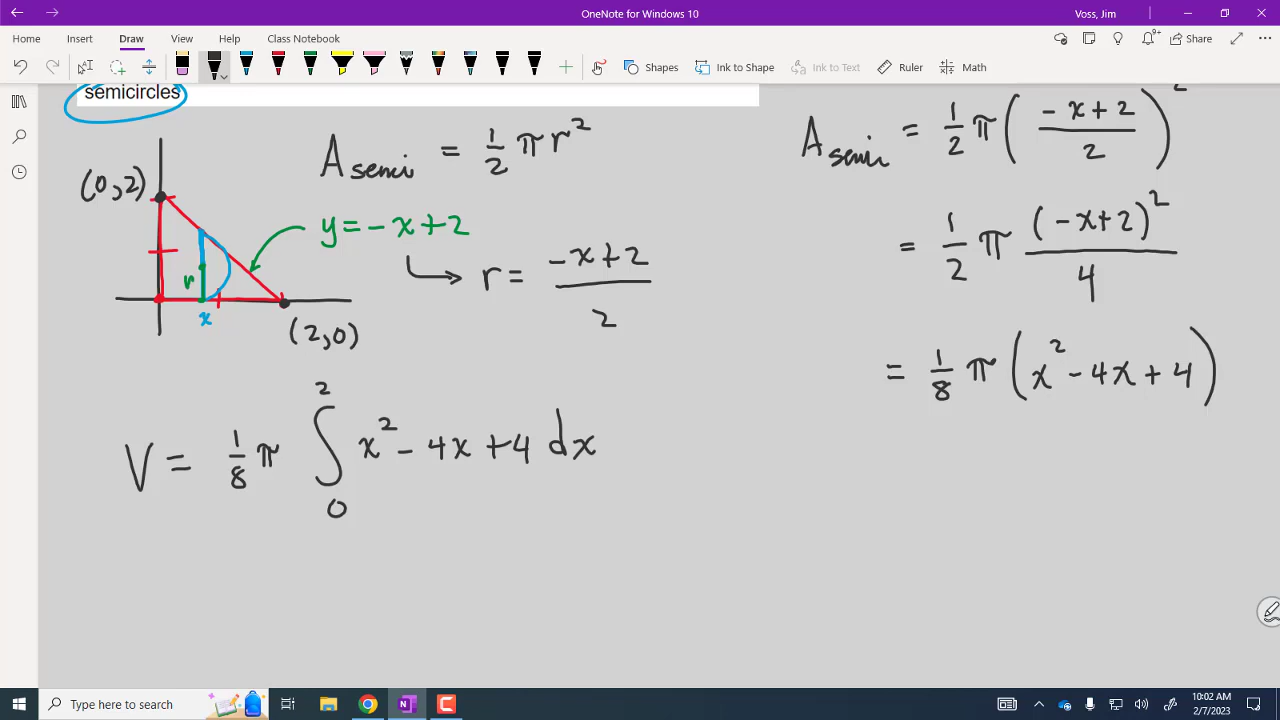 OneNote for Windows 10
Voss, Jim
Home Insert Draw View Help Class Notebook
Share
Shapes Ink to Shape Ink to Text Ruler Math
semicircles
(0,2)
A semi = 1/2 π r²
y = -x+2
r = (-x+2)/2
r
x
(2,0)
V = 1/8 π ∫₀² x² - 4x + 4 dx
A semi = 1/2 π ((-x+2)/2)²
= 1/2 π (-x+2)²/4
= 1/8 π (x² - 4x + 4)
Type here to search
10:02 AM
2/7/2023